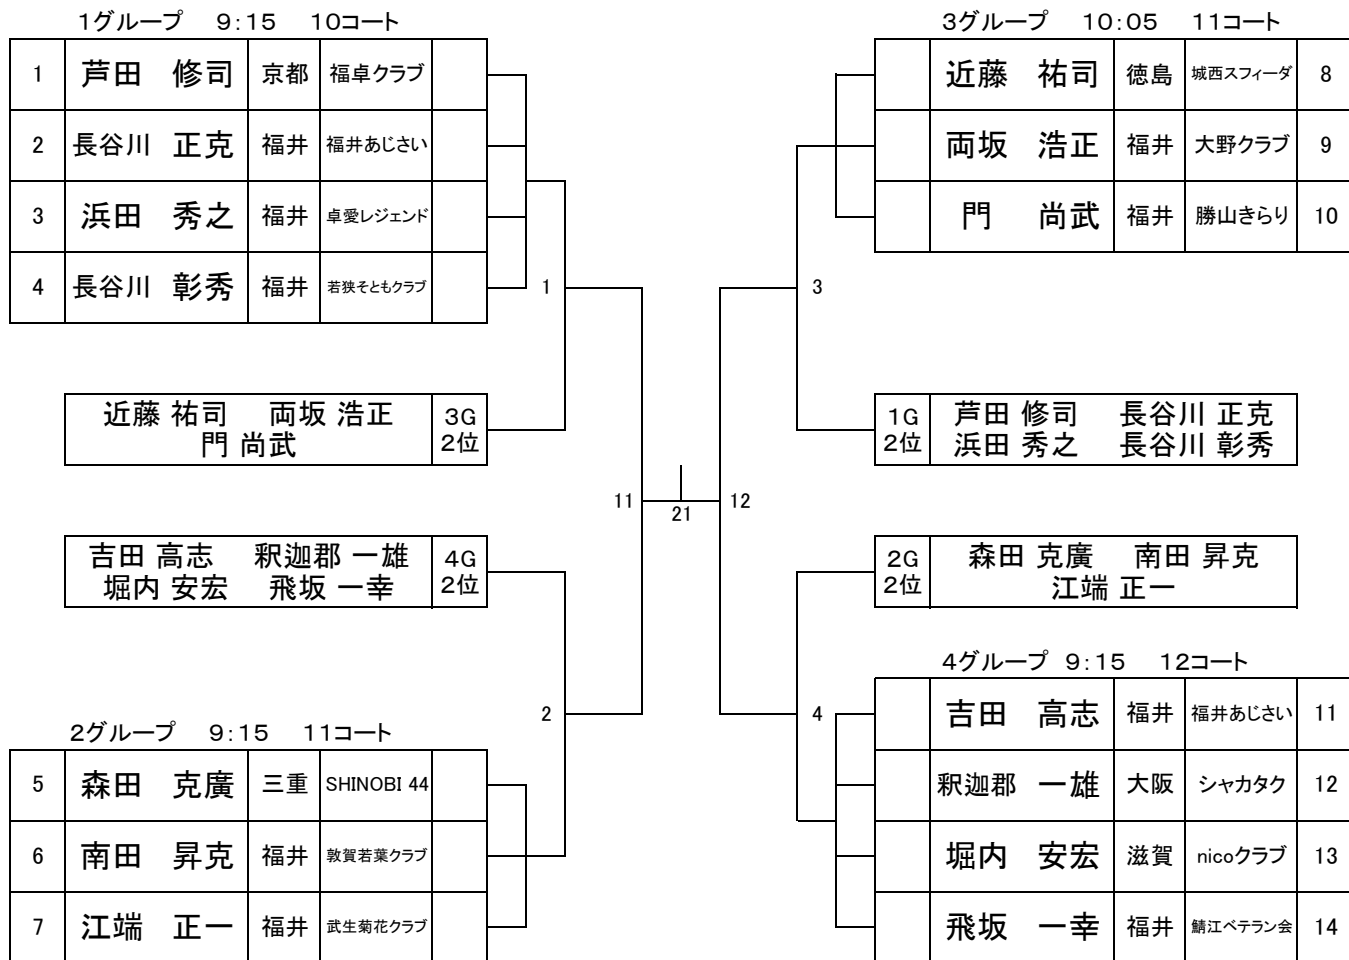 1グループ　9:15　10コート
1 芦田　修司 京都 福卓クラブ
2 長谷川 正克 福井 福井あじさい
3 浜田　秀之 福井 卓愛レジェンド
4 長谷川 彰秀 福井 若狭そともクラブ
1
近藤 祐司　両坂 浩正
門 尚武
3G
2位
11
吉田 高志　釈迦郡 一雄
堀内 安宏　飛坂 一幸
4G
2位
2
2グループ　9:15　11コート
5 森田　克廣 三重 SHINOBI 44
6 南田　昇克 福井 敦賀若葉クラブ
7 江端　正一 福井 武生菊花クラブ
21
3グループ　10:05　11コート
近藤　祐司 徳島 城西スフィーダ 8
両坂　浩正 福井 大野クラブ 9
門　尚武 福井 勝山きらり 10
3
1G
2位
芦田 修司　長谷川 正克
浜田 秀之　長谷川 彰秀
12
2G
2位
森田 克廣　南田 昇克
江端 正一
4グループ 9:15　12コート
4
吉田　高志 福井 福井あじさい 11
釈迦郡　一雄 大阪 シャカタク 12
堀内　安宏 滋賀 nicoクラブ 13
飛坂　一幸 福井 鯖江ベテラン会 14